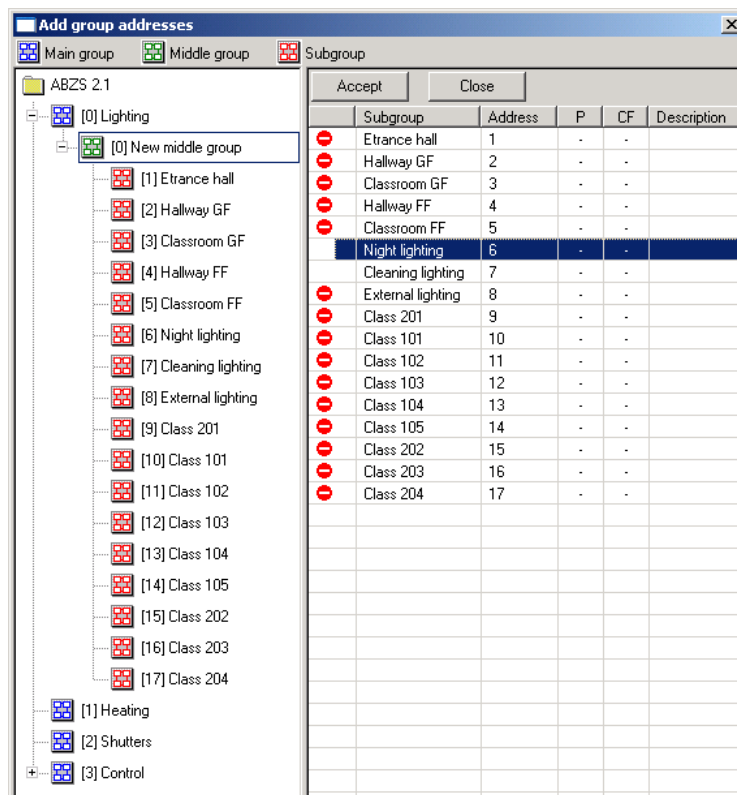 Add group addresses
Main group Middle group Subgroup
ABZS 2.1
[0] Lighting
[0] New middle group
[1] Etrance hall
[2] Hallway GF
[3] Classroom GF
[4] Hallway FF
[5] Classroom FF
[6] Night lighting
[7] Cleaning lighting
[8] External lighting
[9] Class 201
[10] Class 101
[11] Class 102
[12] Class 103
[13] Class 104
[14] Class 105
[15] Class 202
[16] Class 203
[17] Class 204
[1] Heating
[2] Shutters
[3] Control
Accept Close
Subgroup Address P CF Description
Etrance hall 1 - -
Hallway GF 2 - -
Classroom GF 3 - -
Hallway FF 4 - -
Classroom FF 5 - -
Night lighting 6 - -
Cleaning lighting 7 - -
External lighting 8 - -
Class 201 9 - -
Class 101 10 - -
Class 102 11 - -
Class 103 12 - -
Class 104 13 - -
Class 105 14 - -
Class 202 15 - -
Class 203 16 - -
Class 204 17 - -